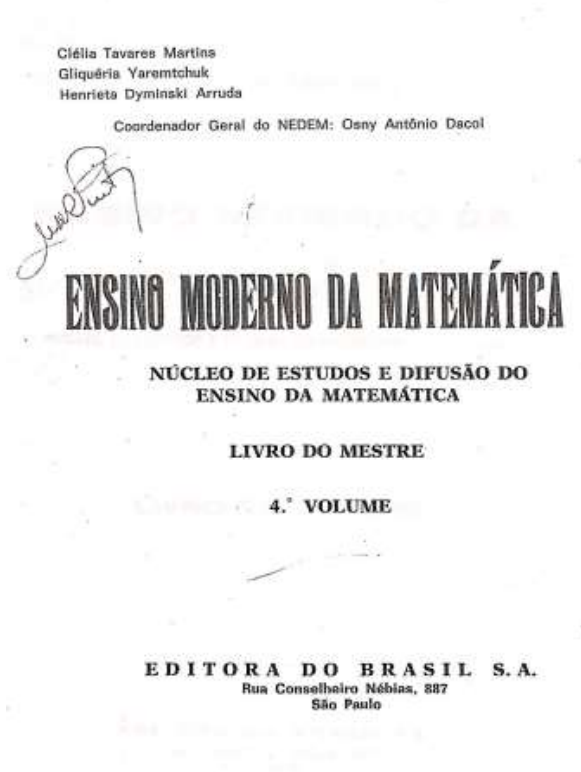 Clélia Tavares Martins
Gliquéria Yaremtchuk
Henrieta Dyminski Arruda
Coordenador Geral do NEDEM: Osny Antônio Dacol
ENSINO MODERNO DA MATEMÁTICA
NÚCLEO DE ESTUDOS E DIFUSÃO DO
ENSINO DA MATEMÁTICA
LIVRO DO MESTRE
4.° VOLUME
EDITORA DO BRASIL S.A.
Rua Conselheiro Nébias, 887
São Paulo